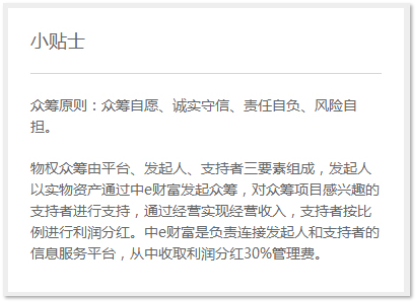 小贴士
众筹原则：众筹自愿、诚实守信、责任自负、风险自
担。
物权众筹由平台、发起人、支持者三要素组成，发起人
以实物资产通过中e财富发起众筹，对众筹项目感兴趣的
支持者进行支持，通过经营实现经营收入，支持者按比
例进行利润分红。中e财富是负责连接发起人和支持者的
信息服务平台，从中收取利润分红30%管理费。